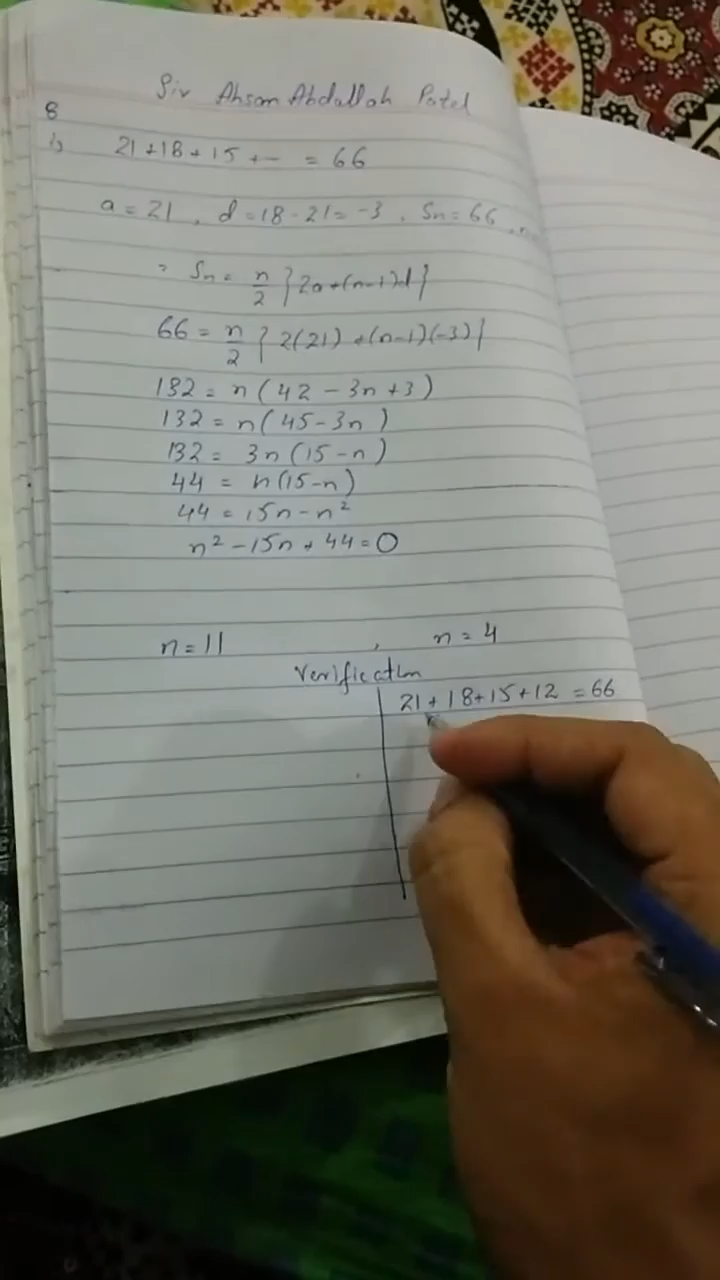 Sir Ahsan Abdallah Patel
8
21 + 18 + 15 + -- = 66
a = 21 , d = 18 - 21 = -3 , Sn = 66
= Sn = n/2 {2a + (n-1)d}
66 = n/2 {2(21) + (n-1)(-3)}
132 = n(42 - 3n + 3)
132 = n(45 - 3n)
132 = 3n(15 - n)
44 = n(15 - n)
44 = 15n - n²
n² - 15n + 44 = 0
n = 11 , n = 4
Verification
21 + 18 + 15 + 12 = 66